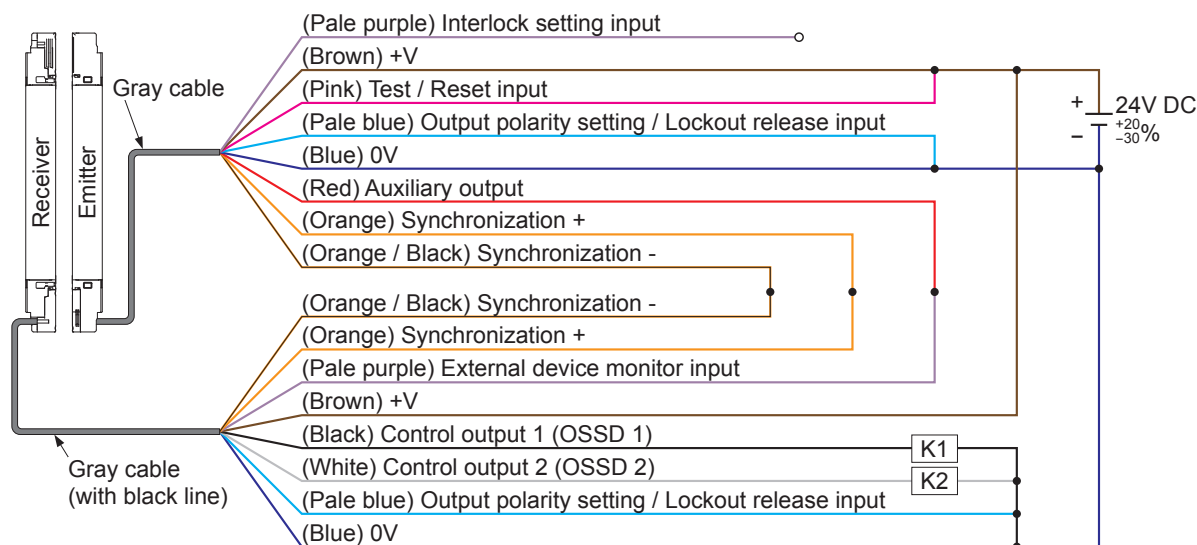 (Pale purple) Interlock setting input
(Brown) +V
Gray cable
(Pink) Test / Reset input
+
24V DC
+20
−30%
−
(Pale blue) Output polarity setting / Lockout release input
(Blue) 0V
Receiver
Emitter
(Red) Auxiliary output
(Orange) Synchronization +
(Orange / Black) Synchronization -
(Orange / Black) Synchronization -
(Orange) Synchronization +
(Pale purple) External device monitor input
(Brown) +V
(Black) Control output 1 (OSSD 1)
K1
Gray cable
(with black line)
(White) Control output 2 (OSSD 2)
K2
(Pale blue) Output polarity setting / Lockout release input
(Blue) 0V